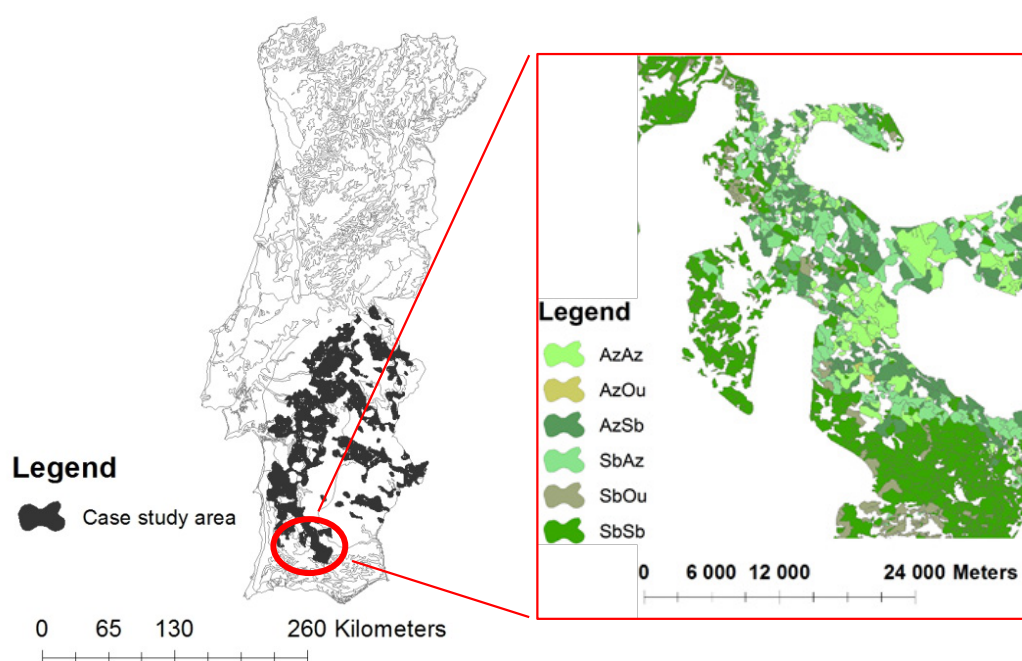 Legend
Case study area
0 65 130 260 Kilometers
Legend
AzAz
AzOu
AzSb
SbAz
SbOu
SbSb
0 6 000 12 000 24 000 Meters